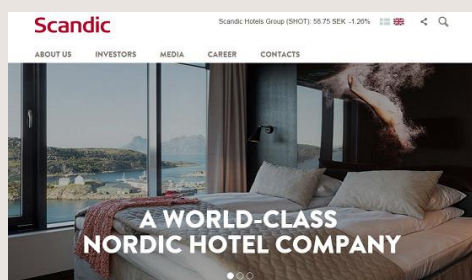 Scandic
Scandic Hotels Group (SHOT): 58.75 SEK -1.26%
ABOUT US INVESTORS MEDIA CAREER CONTACTS
A WORLD-CLASS
NORDIC HOTEL COMPANY